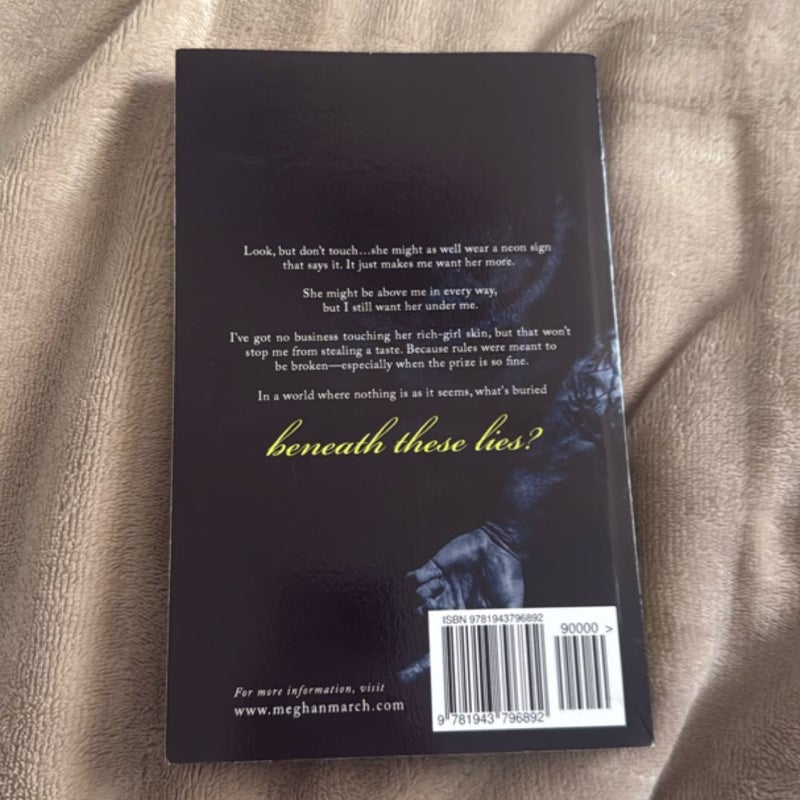 Look, but don't touch...she might as well wear a neon sign
that says it. It just makes me want her more.
She might be above me in every way,
but I still want her under me.
I've got no business touching her rich-girl skin, but that won't
stop me from stealing a taste. Because rules were meant to
be broken—especially when the prize is so fine.
In a world where nothing is as it seems, what's buried
beneath these lies?
ISBN 9781943796892
90000 >
9 781943 796892
For more information, visit
www.meghanmarch.com